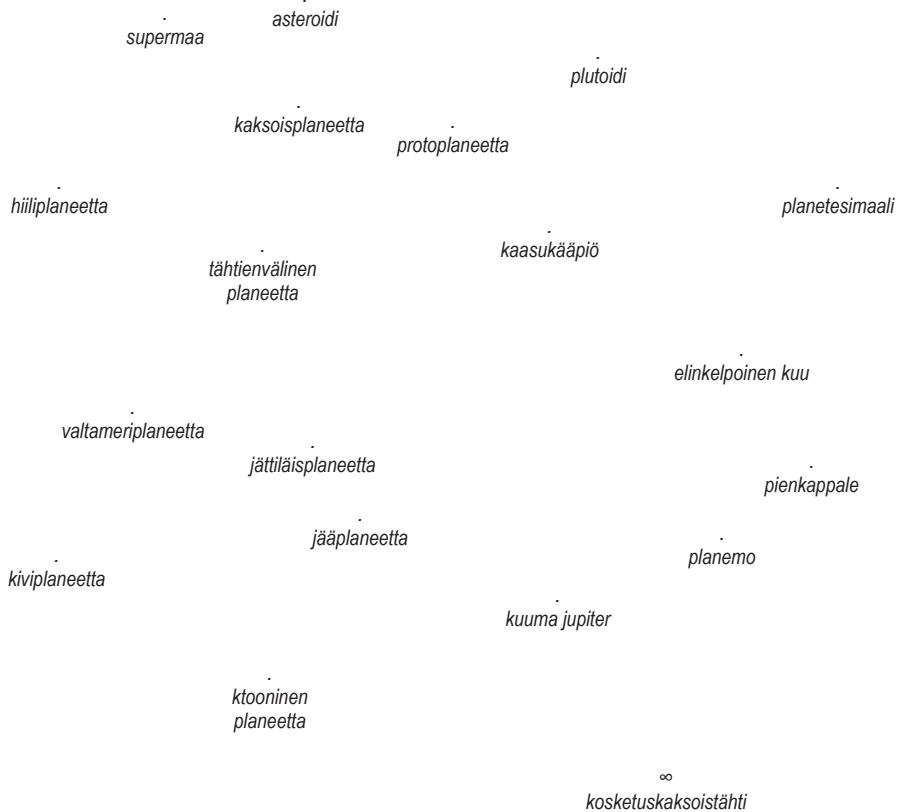 asteroidi
supermaa
plutoidi
kaksoisplaneetta
protoplaneetta
hiiliplaneetta
planetesimaali
kaasukääpiö
tähtienvälinen
planeetta
elinkelpoinen kuu
valtameriplaneetta
jättiläisplaneetta
pienkappale
jääplaneetta
planemo
kiviplaneetta
kuuma jupiter
ktooninen
planeetta
∞
kosketuskaksoistähti